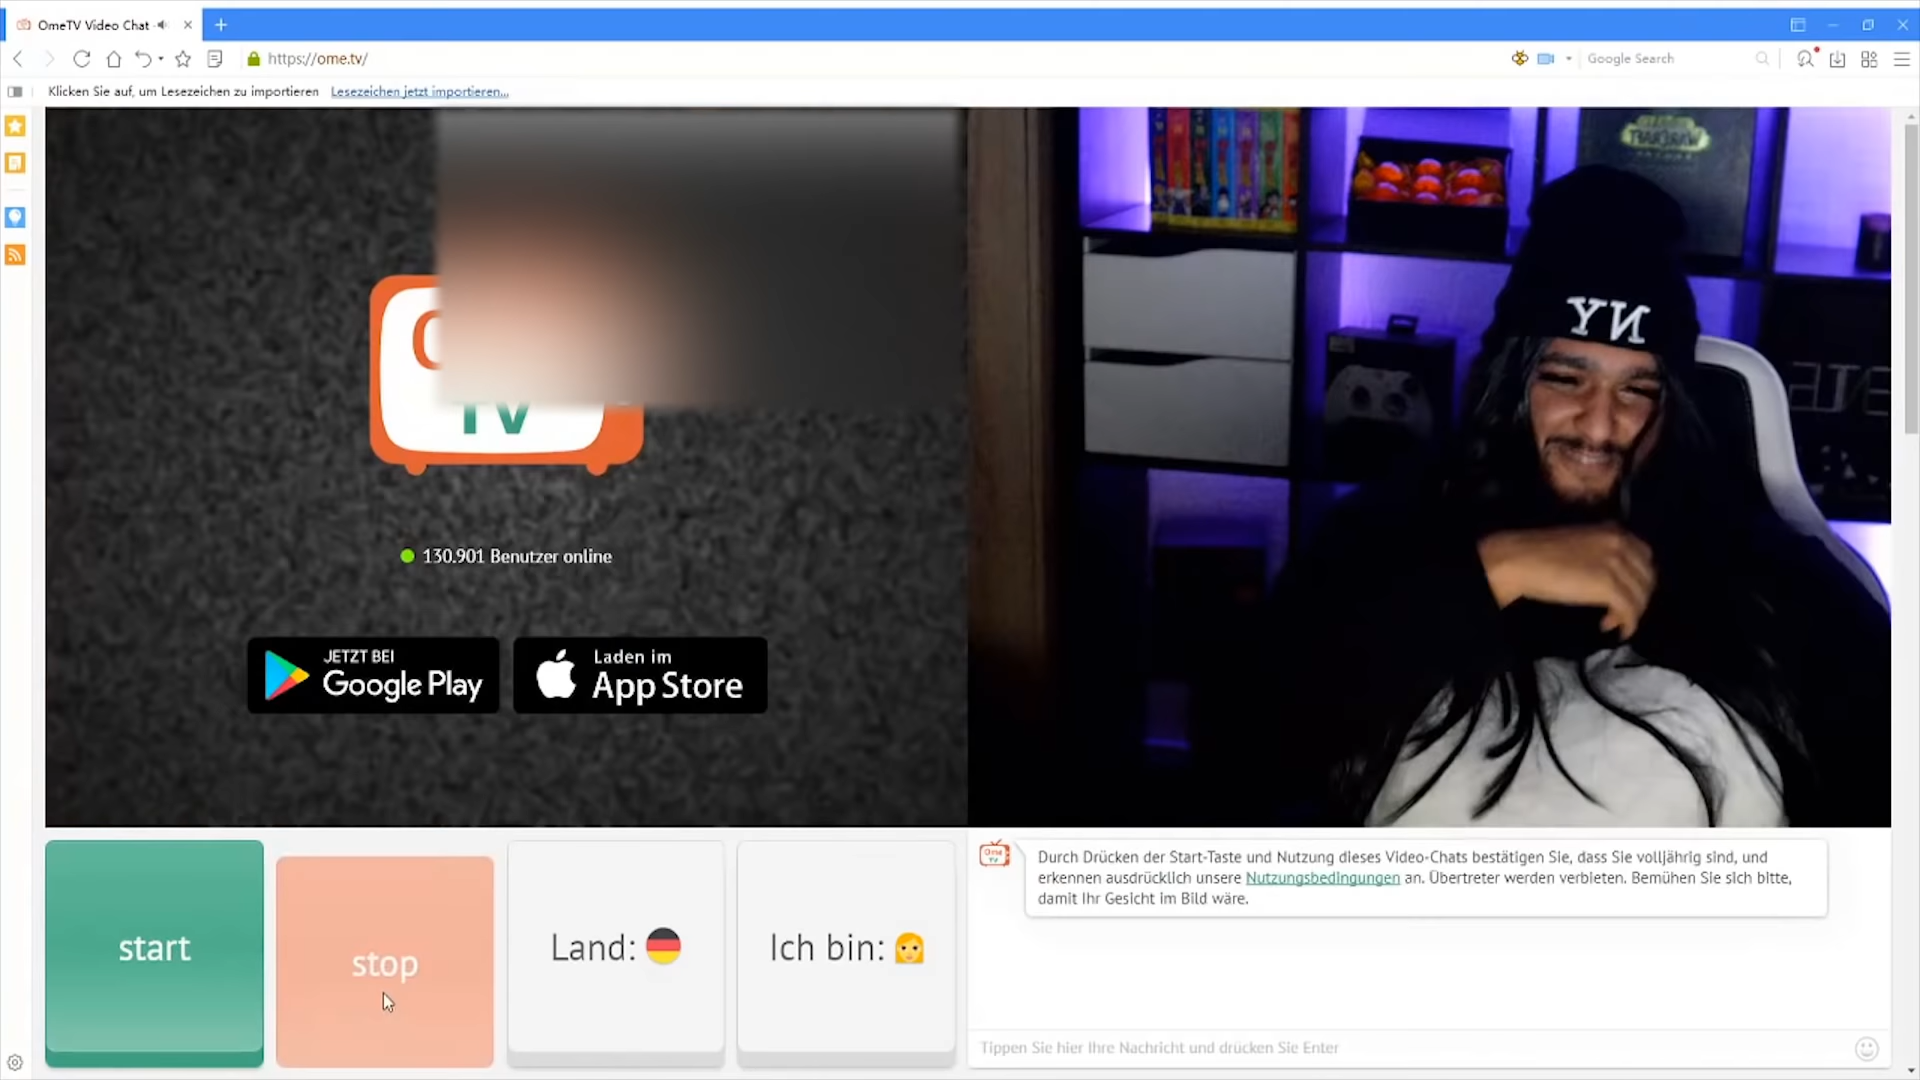 OmeTV Video Chat
https://ome.tv/
Google Search
Klicken Sie auf, um Lesezeichen zu importieren Lesezeichen jetzt importieren...
TV
NY
130.901 Benutzer online
JETZT BEI
Google Play
Laden im
App Store
start
stop
Land:
Ich bin:
Ome
TV
Durch Drücken der Start-Taste und Nutzung dieses Video-Chats bestätigen Sie, dass Sie volljährig sind, und
erkennen ausdrücklich unsere Nutzungsbedingungen an. Übertreter werden verbieten. Bemühen Sie sich bitte,
damit Ihr Gesicht im Bild wäre.
Tippen Sie hier Ihre Nachricht und drücken Sie Enter